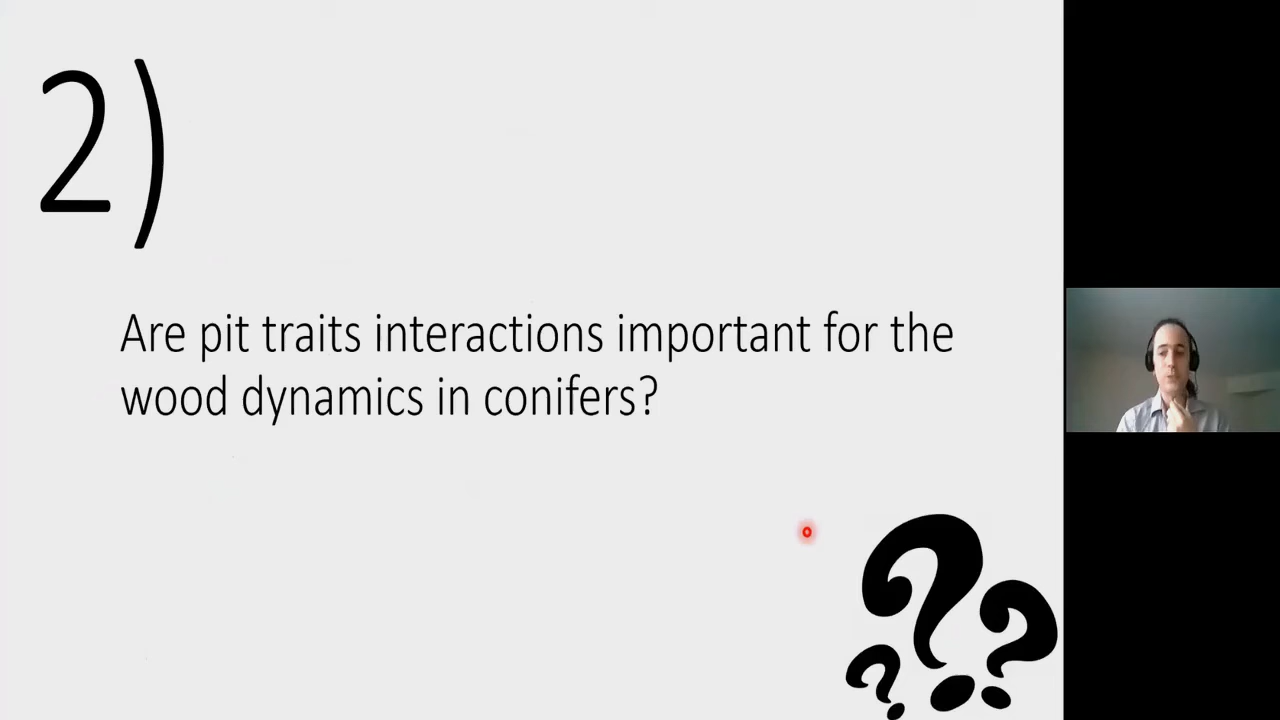 2)
Are pit traits interactions important for the
wood dynamics in conifers?
???